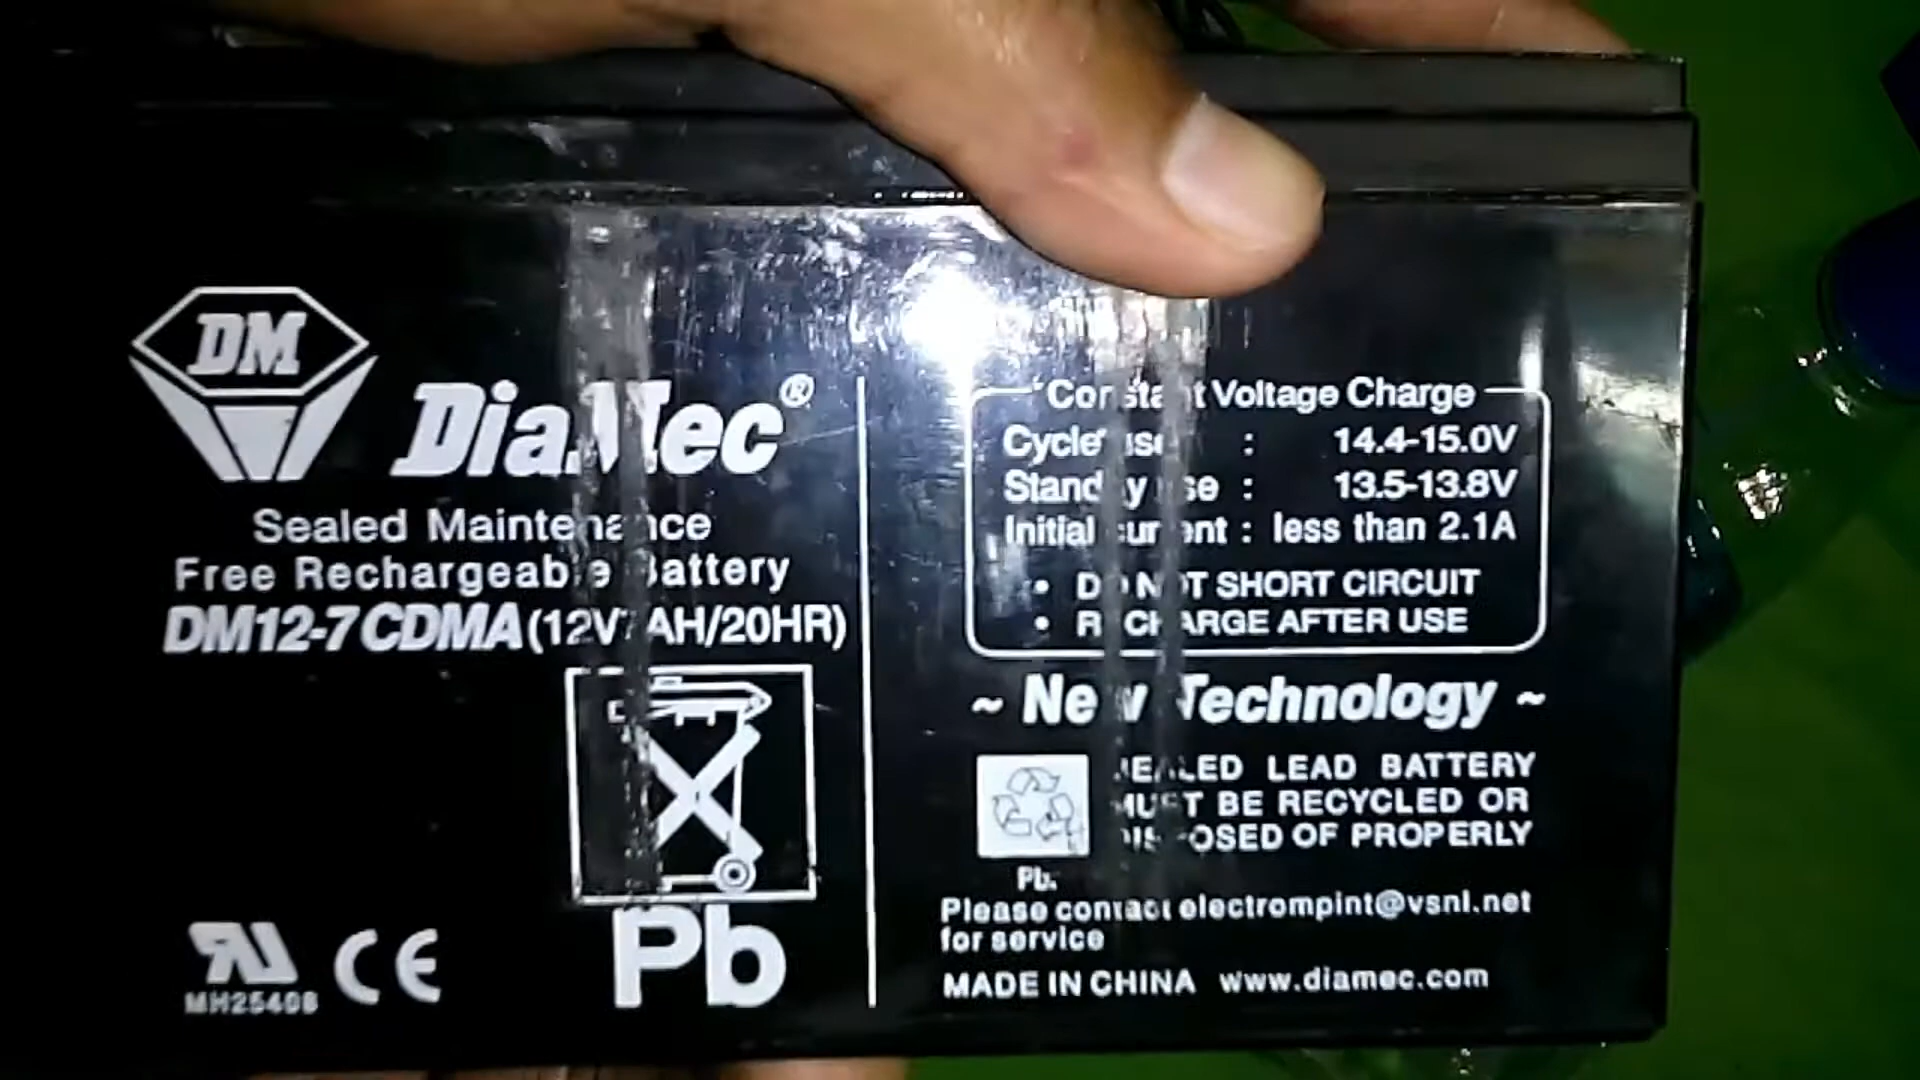 DM
DiaMec®
Sealed Maintenance
Free Rechargeable Battery
DM12-7CDMA(12V7AH/20HR)
Pb
MH25408
CE
Constant Voltage Charge
Cycle use : 14.4-15.0V
Standby use : 13.5-13.8V
Initial current : less than 2.1A
• DO NOT SHORT CIRCUIT
• RECHARGE AFTER USE
~ New Technology ~
SEALED LEAD BATTERY
MUST BE RECYCLED OR
DISPOSED OF PROPERLY
Pb.
Please contact electrompint@vsnl.net
for service
MADE IN CHINA www.diamec.com